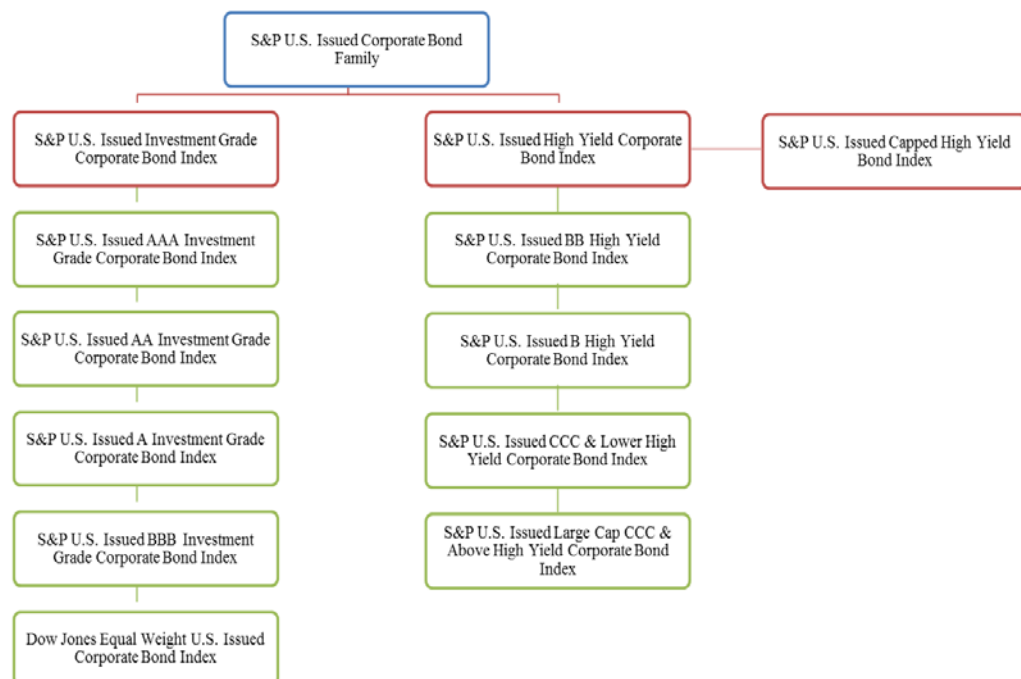 S&P U.S. Issued Corporate Bond
Family
S&P U.S. Issued Investment Grade
Corporate Bond Index
S&P U.S. Issued High Yield Corporate
Bond Index
S&P U.S. Issued Capped High Yield
Bond Index
S&P U.S. Issued AAA Investment
Grade Corporate Bond Index
S&P U.S. Issued BB High Yield
Corporate Bond Index
S&P U.S. Issued AA Investment Grade
Corporate Bond Index
S&P U.S. Issued B High Yield
Corporate Bond Index
S&P U.S. Issued A Investment Grade
Corporate Bond Index
S&P U.S. Issued CCC & Lower High
Yield Corporate Bond Index
S&P U.S. Issued BBB Investment
Grade Corporate Bond Index
S&P U.S. Issued Large Cap CCC &
Above High Yield Corporate Bond
Index
Dow Jones Equal Weight U.S. Issued
Corporate Bond Index